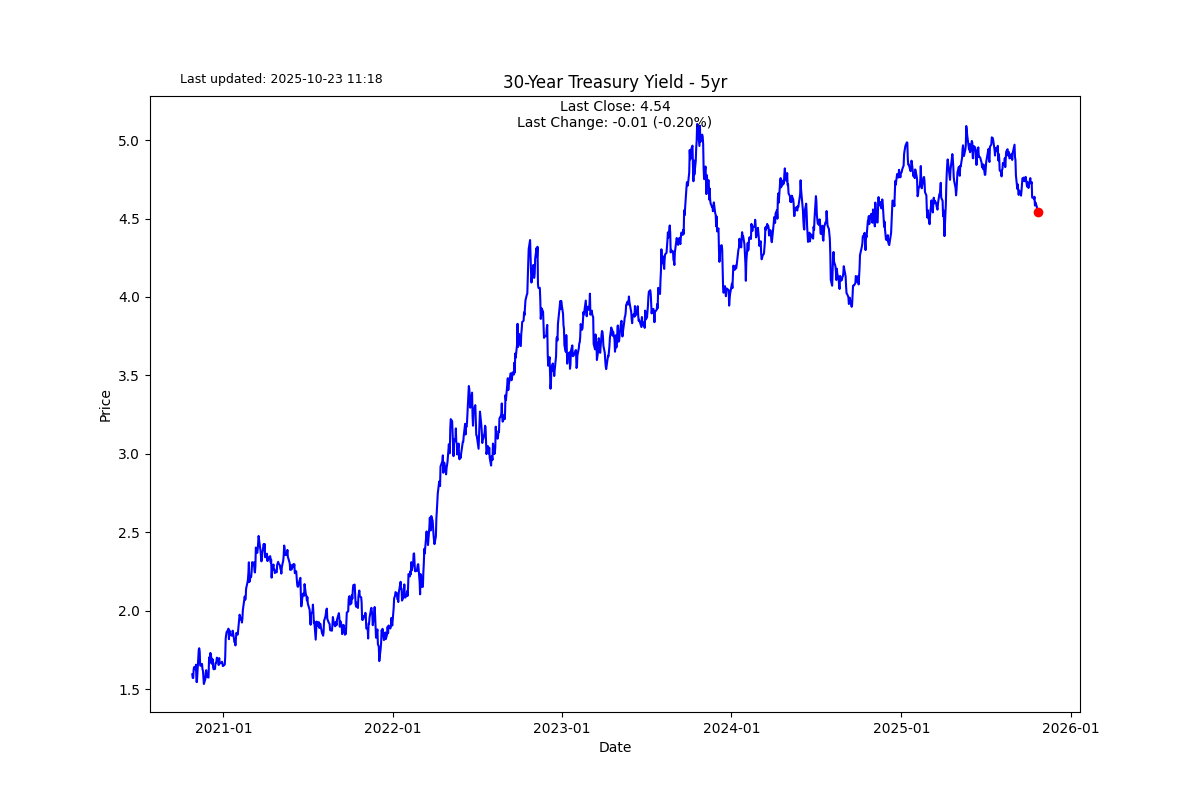 Last updated: 2025-10-23 11:18
30-Year Treasury Yield - 5yr
Last Close: 4.54
Last Change: -0.01 (-0.20%)
Price
5.0
4.5
4.0
3.5
3.0
2.5
2.0
1.5
2021-01
2022-01
2023-01
2024-01
2025-01
2026-01
Date